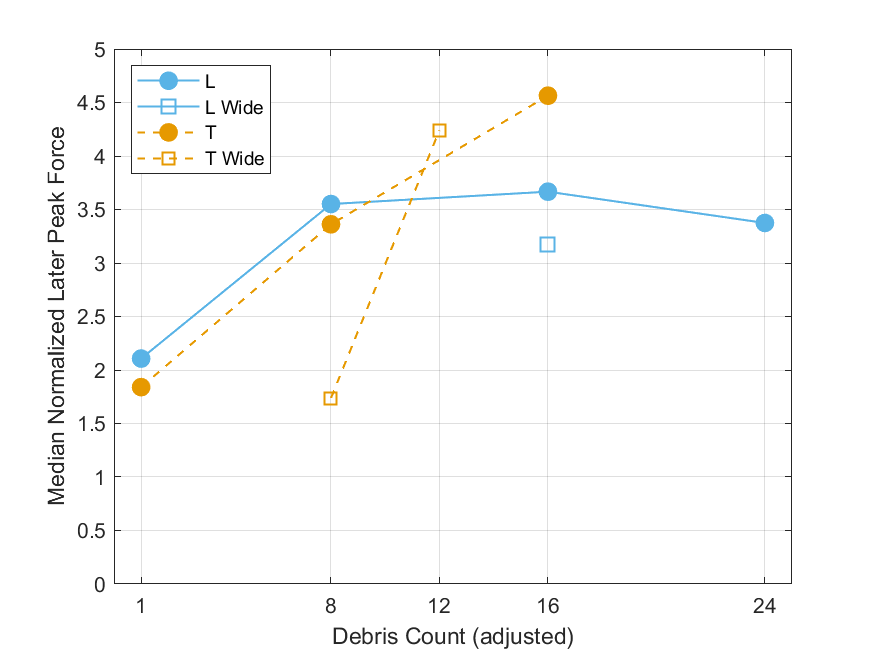 5
4.5
4
3.5
3
2.5
2
1.5
1
0.5
0
Median Normalized Later Peak Force
L
L Wide
T
T Wide
1 8 12 16 24
Debris Count (adjusted)